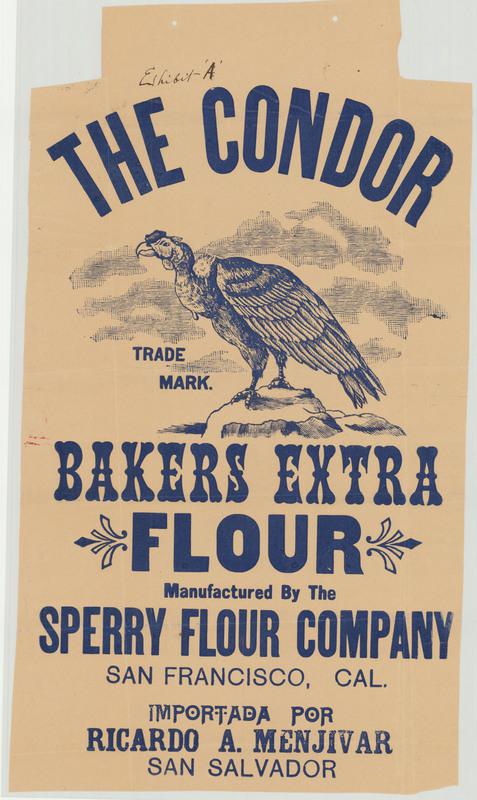 Exhibit "A"
THE CONDOR
TRADE
MARK.
BAKERS EXTRA
FLOUR
Manufactured By The
SPERRY FLOUR COMPANY
SAN FRANCISCO, CAL.
IMPORTADA POR
RICARDO A. MENJIVAR
SAN SALVADOR